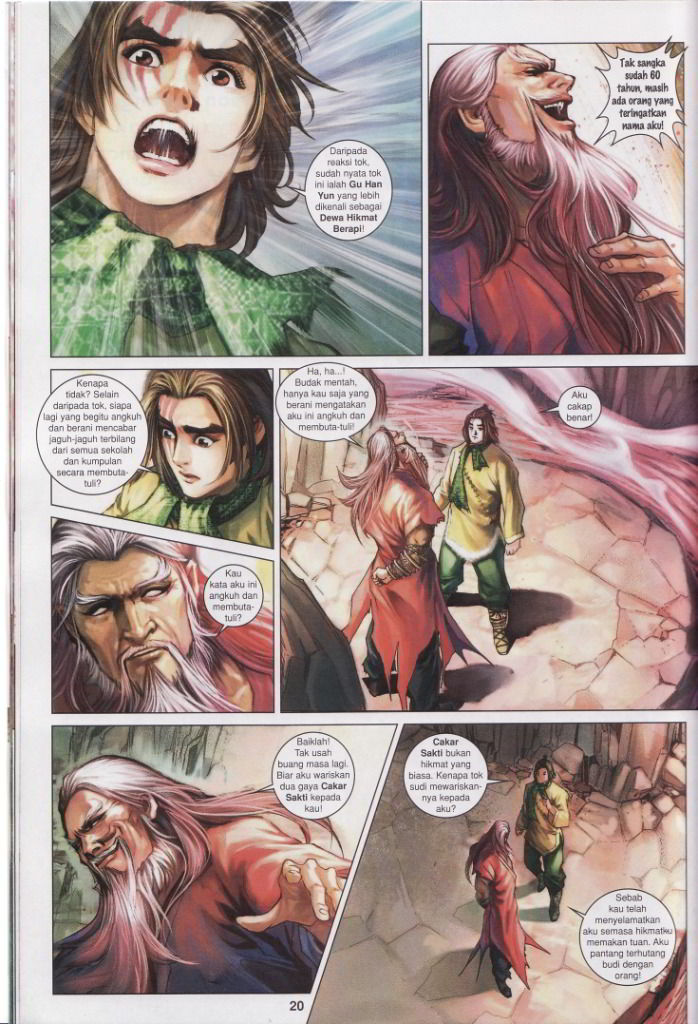 Daripada
reaksi tok,
sudah nyata tok
ini ialah Gu Han
Yun yang lebih
dikenali sebagai
Dewa Hikmat
Berapi!
Tak sangka
sudah 60
tahun, masih
ada orang yang
teringatkan
nama aku!
Kenapa
tidak? Selain
daripada tok, siapa
lagi yang begitu angkuh
dan berani mencabar
jaguh-jaguh terbilang
dari semua sekolah
dan kumpulan
secara membuta-
tuli?
Kau
kata aku ini
angkuh dan
membuta-
tuli?
Ha, ha...!
Budak mentah,
hanya kau saja yang
berani mengatakan
aku ini angkuh dan
membuta-tuli!
Aku
cakap
benar!
Baiklah!
Tak usah
buang masa lagi.
Biar aku wariskan
dua gaya Cakar
Sakti kepada
kau!
Cakar
Sakti bukan
hikmat yang
biasa. Kenapa tok
sudi mewariskan-
nya kepada
aku?
Sebab
kau telah
menyelamatkan
aku semasa hikmatku
memakan tuan. Aku
pantang terhutang
budi dengan
orang!
20